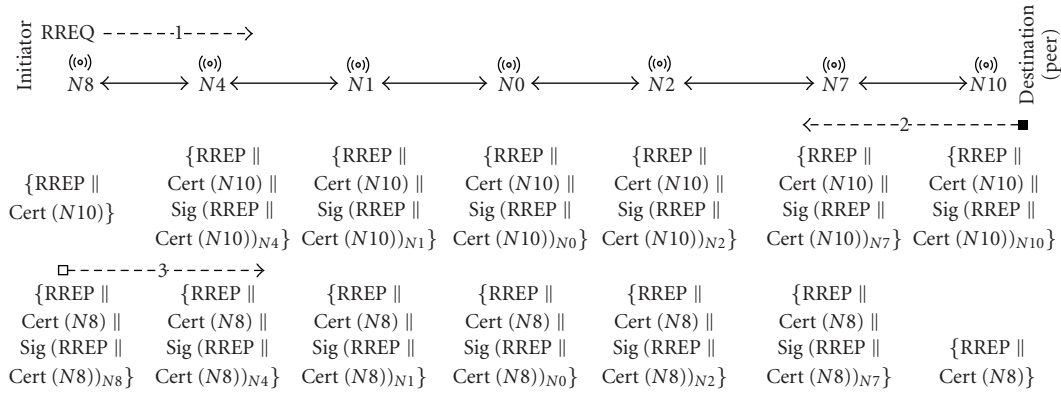 Initiator
RREQ
1
Destination
(peer)
N8
N4
N1
N0
N2
N7
N10
2
{RREP ||
Cert (N10)}
{RREP ||
Cert (N10) ||
Sig (RREP ||
Cert (N10))N4}
{RREP ||
Cert (N10) ||
Sig (RREP ||
Cert (N10))N1}
{RREP ||
Cert (N10) ||
Sig (RREP ||
Cert (N10))N0}
{RREP ||
Cert (N10) ||
Sig (RREP ||
Cert (N10))N2}
{RREP ||
Cert (N10) ||
Sig (RREP ||
Cert (N10))N7}
{RREP ||
Cert (N10) ||
Sig (RREP ||
Cert (N10))N10}
3
{RREP ||
Cert (N8) ||
Sig (RREP ||
Cert (N8))N8}
{RREP ||
Cert (N8) ||
Sig (RREP ||
Cert (N8))N4}
{RREP ||
Cert (N8) ||
Sig (RREP ||
Cert (N8))N1}
{RREP ||
Cert (N8) ||
Sig (RREP ||
Cert (N8))N0}
{RREP ||
Cert (N8) ||
Sig (RREP ||
Cert (N8))N2}
{RREP ||
Cert (N8) ||
Sig (RREP ||
Cert (N8))N7}
{RREP ||
Cert (N8)}